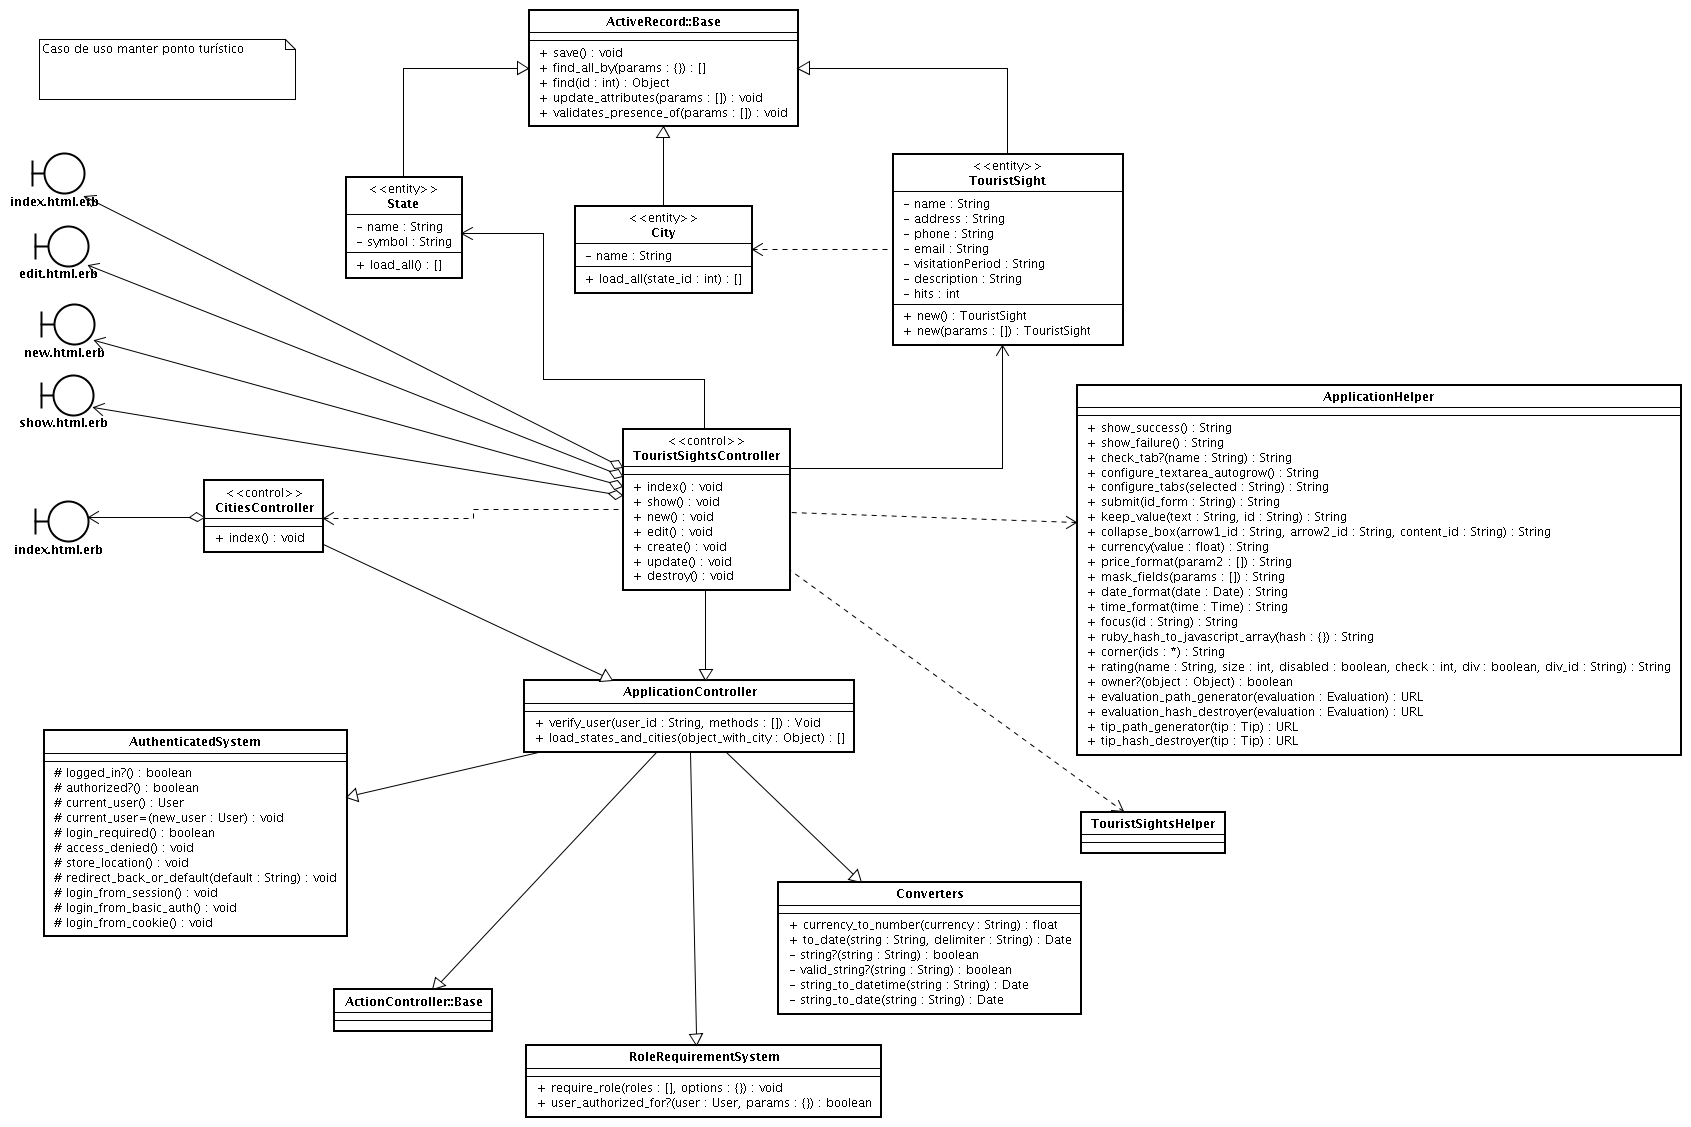 Caso de uso manter ponto turístico
ActiveRecord::Base
+ save() : void
+ find_all_by(params : {}) : []
+ find(id : int) : Object
+ update_attributes(params : []) : void
+ validates_presence_of(params : []) : void
<<entity>>
State
- name : String
- symbol : String
+ load_all() : []
<<entity>>
City
- name : String
+ load_all(state_id : int) : []
<<entity>>
TouristSight
- name : String
- address : String
- phone : String
- email : String
- visitationPeriod : String
- description : String
- hits : int
+ new() : TouristSight
+ new(params : []) : TouristSight
index.html.erb
edit.html.erb
new.html.erb
show.html.erb
index.html.erb
<<control>>
CitiesController
+ index() : void
<<control>>
TouristSightsController
+ index() : void
+ show() : void
+ new() : void
+ edit() : void
+ create() : void
+ update() : void
+ destroy() : void
ApplicationHelper
+ show_success() : String
+ show_failure() : String
+ check_tab?(name : String) : String
+ configure_textarea_autogrow() : String
+ configure_tabs(selected : String) : String
+ submit(id_form : String) : String
+ keep_value(text : String, id : String) : String
+ collapse_box(arrow1_id : String, arrow2_id : String, content_id : String) : String
+ currency(value : float) : String
+ price_format(param2 : []) : String
+ mask_fields(params : []) : String
+ date_format(date : Date) : String
+ time_format(time : Time) : String
+ focus(id : String) : String
+ ruby_hash_to_javascript_array(hash : {}) : String
+ corner(ids : *) : String
+ rating(name : String, size : int, disabled : boolean, check : int, div : boolean, div_id : String) : String
+ owner?(object : Object) : boolean
+ evaluation_path_generator(evaluation : Evaluation) : URL
+ evaluation_hash_destroyer(evaluation : Evaluation) : URL
+ tip_path_generator(tip : Tip) : URL
+ tip_hash_destroyer(tip : Tip) : URL
ApplicationController
+ verify_user(user_id : String, methods : []) : Void
+ load_states_and_cities(object_with_city : Object) : []
AuthenticatedSystem
# logged_in?() : boolean
# authorized?() : boolean
# current_user() : User
# current_user=(new_user : User) : void
# login_required() : boolean
# access_denied() : void
# store_location() : void
# redirect_back_or_default(default : String) : void
# login_from_session() : void
# login_from_basic_auth() : void
# login_from_cookie() : void
TouristSightsHelper
Converters
+ currency_to_number(currency : String) : float
+ to_date(string : String, delimiter : String) : Date
- string?(string : String) : boolean
- valid_string?(string : String) : boolean
- string_to_datetime(string : String) : Date
- string_to_date(string : String) : Date
ActionController::Base
RoleRequirementSystem
+ require_role(roles : [], options : {}) : void
+ user_authorized_for?(user : User, params : {}) : boolean